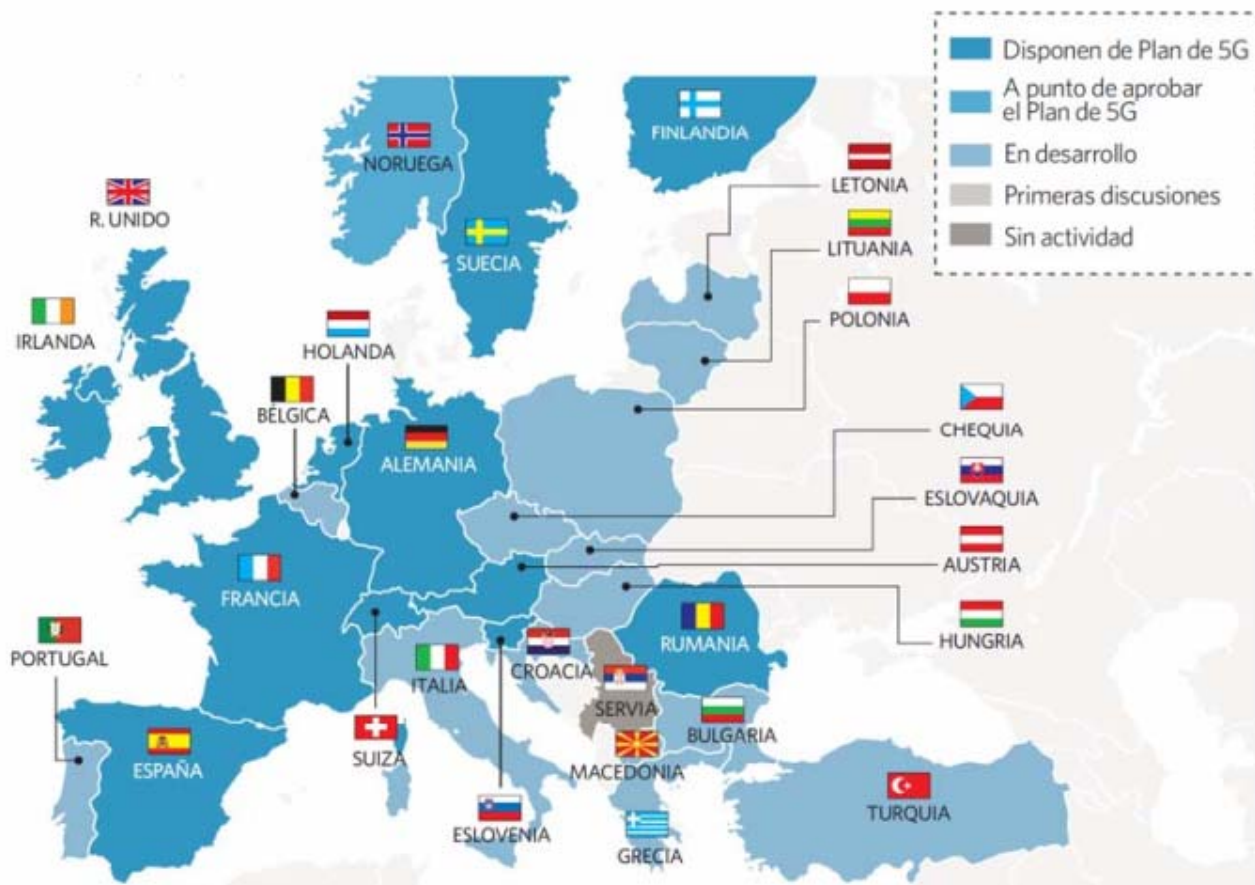 Disponen de Plan de 5G
A punto de aprobar
el Plan de 5G
En desarrollo
Primeras discusiones
Sin actividad
FINLANDIA
NORUEGA
LETONIA
R. UNIDO
LITUANIA
SUECIA
POLONIA
IRLANDA
HOLANDA
BÉLGICA
CHEQUIA
ALEMANIA
ESLOVAQUIA
AUSTRIA
FRANCIA
HUNGRIA
RUMANIA
PORTUGAL
CROACIA
ITALIA
SERVIA
BULGARIA
SUIZA
ESPAÑA
MACEDONIA
TURQUIA
ESLOVENIA
GRECIA